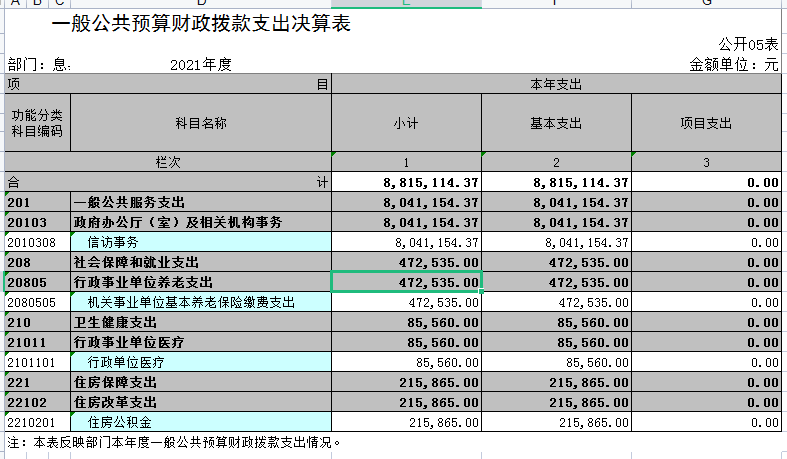 A B C D E F G
一般公共预算财政拨款支出决算表
公开05表
部门：息 2021年度 金额单位：元
项 目 本年支出
功能分类
科目编码 科目名称 小计 基本支出 项目支出
栏次 1 2 3
合 计 8,815,114.37 8,815,114.37 0.00
201 一般公共服务支出 8,041,154.37 8,041,154.37 0.00
20103 政府办公厅（室）及相关机构事务 8,041,154.37 8,041,154.37 0.00
2010308 信访事务 8,041,154.37 8,041,154.37 0.00
208 社会保障和就业支出 472,535.00 472,535.00 0.00
20805 行政事业单位养老支出 472,535.00 472,535.00 0.00
2080505 机关事业单位基本养老保险缴费支出 472,535.00 472,535.00 0.00
210 卫生健康支出 85,560.00 85,560.00 0.00
21011 行政事业单位医疗 85,560.00 85,560.00 0.00
2101101 行政单位医疗 85,560.00 85,560.00 0.00
221 住房保障支出 215,865.00 215,865.00 0.00
22102 住房改革支出 215,865.00 215,865.00 0.00
2210201 住房公积金 215,865.00 215,865.00 0.00
注：本表反映部门本年度一般公共预算财政拨款支出情况。